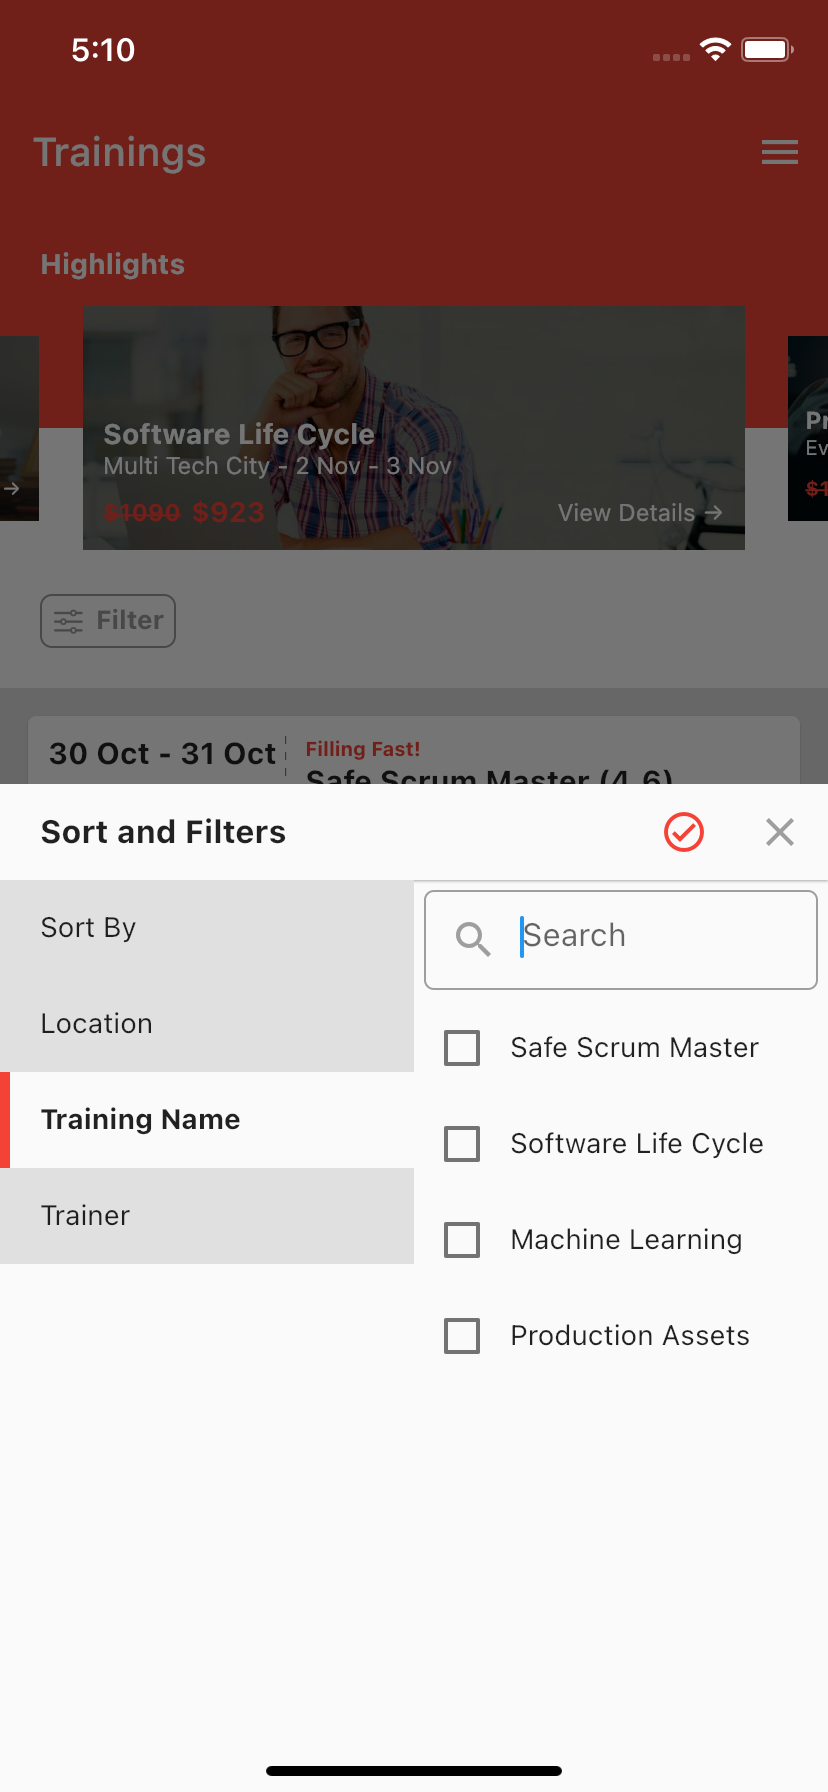 5:10
Trainings
Highlights
Software Life Cycle
Multi Tech City - 2 Nov - 3 Nov
$1090 $923
View Details →
Pr
Ev
$1
→
Filter
30 Oct - 31 Oct
Filling Fast!
Safe Scrum Master (4.6)
Sort and Filters
Sort By
Location
Training Name
Trainer
Search
Safe Scrum Master
Software Life Cycle
Machine Learning
Production Assets